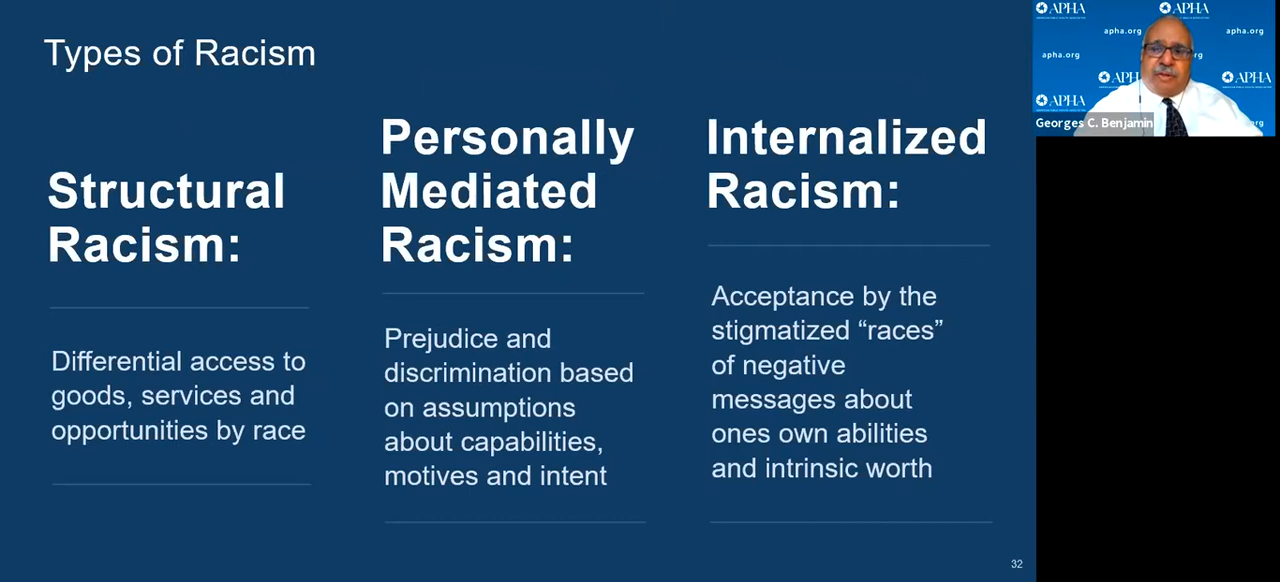 Types of Racism
Structural
Racism:
Differential access to
goods, services and
opportunities by race
Personally
Mediated
Racism:
Prejudice and
discrimination based
on assumptions
about capabilities,
motives and intent
Internalized
Racism:
Acceptance by the
stigmatized “races”
of negative
messages about
ones own abilities
and intrinsic worth
32
APHA
apha.org
apha.org
apha.org
APHA
APHA
Georges C. Benjamin